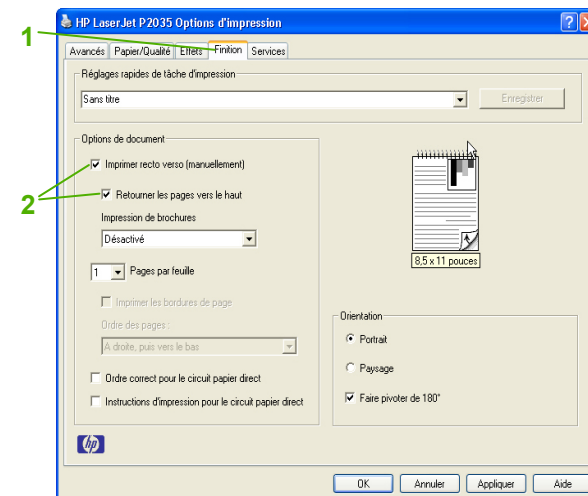 HP LaserJet P2035 Options d'impression
1
Avancés Papier/Qualité Effets Finition Services
Réglages rapides de tâche d'impression
Sans titre
Enregistrer
Options de document
Imprimer recto verso (manuellement)
2
Retourner les pages vers le haut
Impression de brochures
Désactivé
8,5 x 11 pouces
1 Pages par feuille
Imprimer les bordures de page
Ordre des pages :
A droite, puis vers le bas
Ordre correct pour le circuit papier direct
Instructions d'impression pour le circuit papier direct
Orientation
Portrait
Paysage
Faire pivoter de 180°
hp
OK Annuler Appliquer Aide